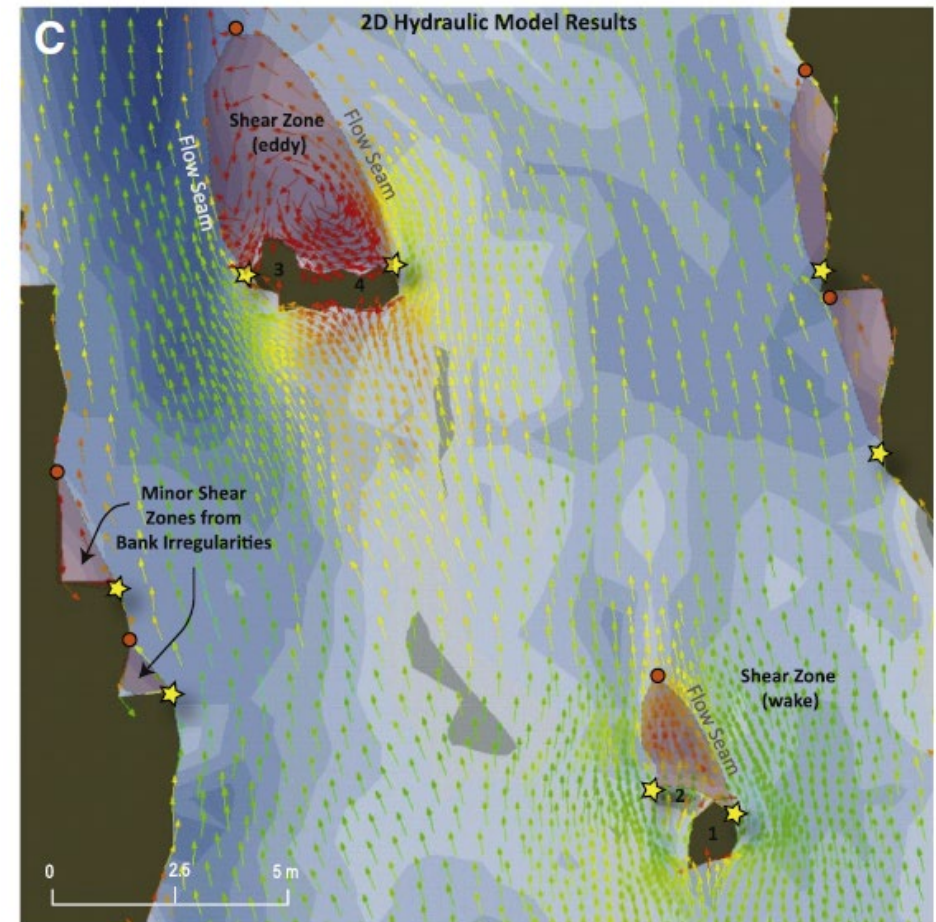 C
2D Hydraulic Model Results
Shear Zone
(eddy)
Flow Seam
Flow Seam
3
4
Minor Shear
Zones from
Bank Irregularities
Shear Zone
(wake)
Flow Seam
2
1
0
2.5
5 m